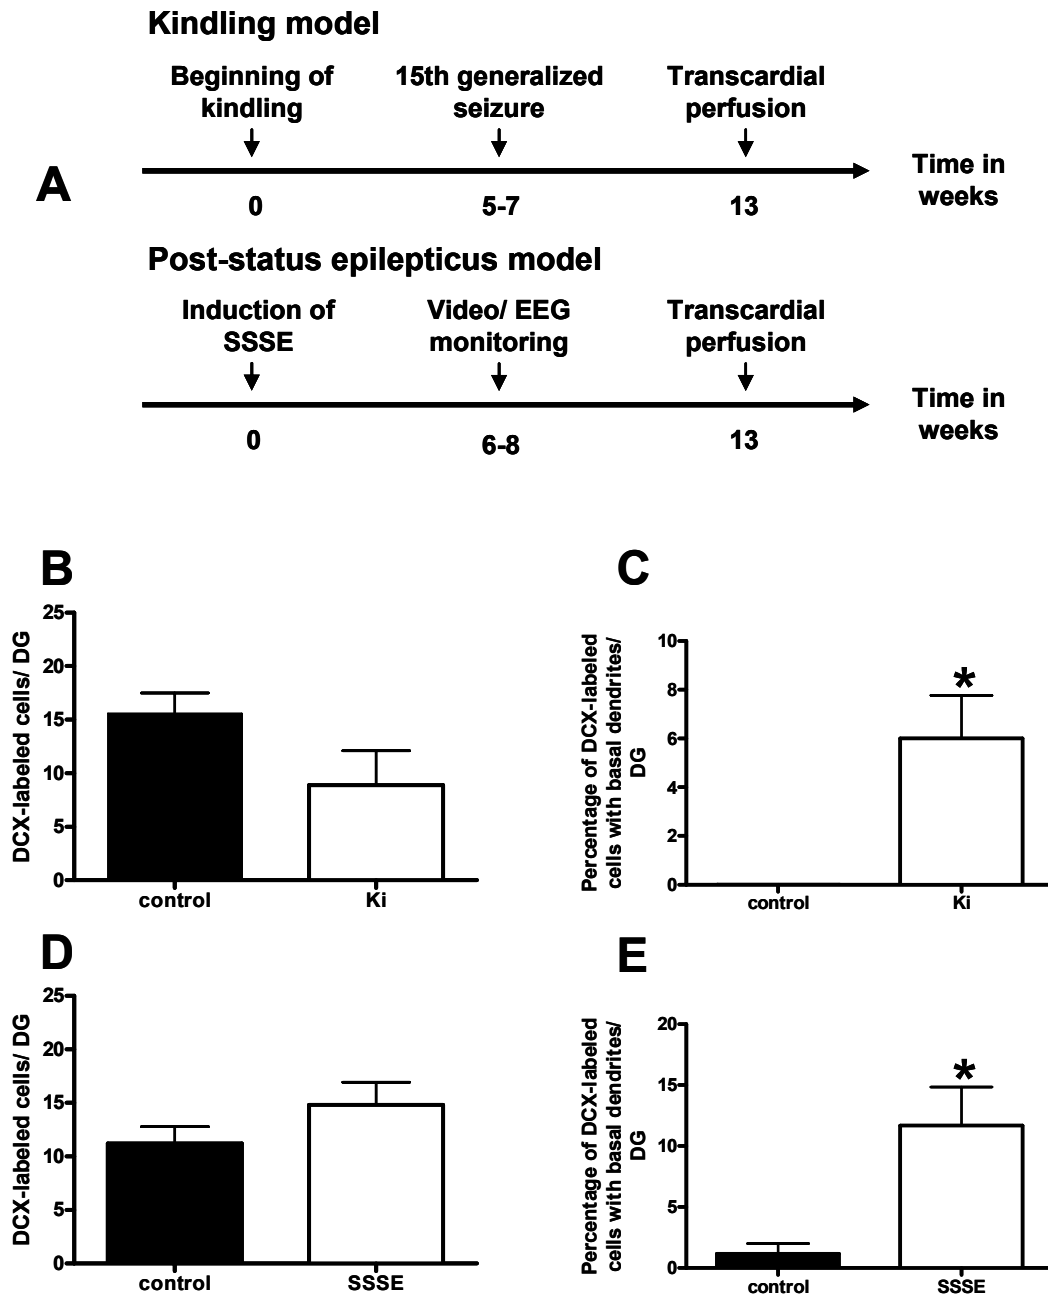 Kindling model
Beginning of
kindling
15th generalized
seizure
Transcardial
perfusion
A
Time in
weeks
0
5-7
13
Post-status epilepticus model
Induction of
SSSE
Video/ EEG
monitoring
Transcardial
perfusion
Time in
weeks
0
6-8
13
B
DCX-labeled cells/ DG
25
20
15
10
5
0
control
Ki
C
Percentage of DCX-labeled
cells with basal dendrites/
DG
10
8
6
4
2
0
*
control
Ki
D
DCX-labeled cells/ DG
25
20
15
10
5
0
control
SSSE
E
Percentage of DCX-labeled
cells with basal dendrites/
DG
20
15
10
5
0
*
control
SSSE